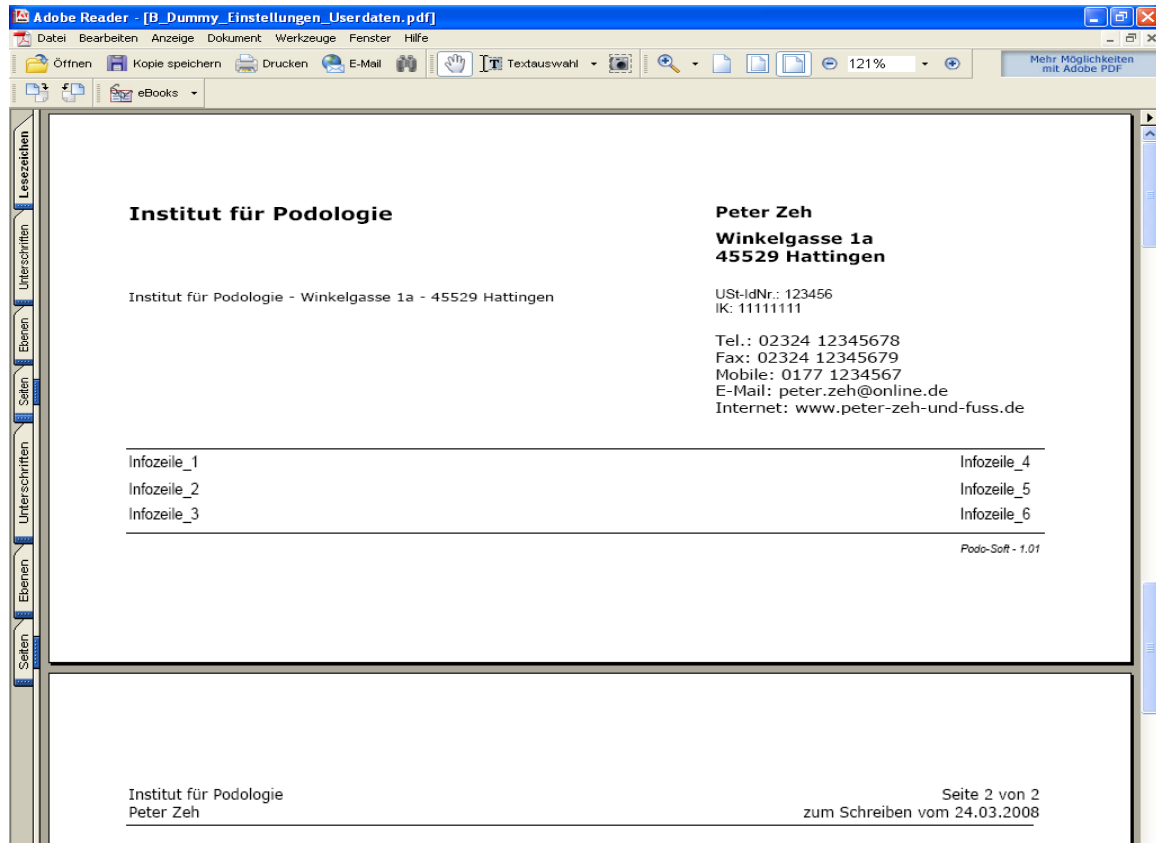 Adobe Reader - [B_Dummy_Einstellungen_Userdaten.pdf]
Datei Bearbeiten Anzeige Dokument Werkzeuge Fenster Hilfe
Öffnen Kopie speichern Drucken E-Mail Textauswahl 121% Mehr Möglichkeiten
mit Adobe PDF
eBooks
Lesezeichen
Unterschriften
Ebenen
Seiten
Unterschriften
Ebenen
Seiten
Institut für Podologie
Institut für Podologie - Winkelgasse 1a - 45529 Hattingen
Peter Zeh
Winkelgasse 1a
45529 Hattingen
USt-IdNr.: 123456
IK: 11111111
Tel.: 02324 12345678
Fax: 02324 12345679
Mobile: 0177 1234567
E-Mail: peter.zeh@online.de
Internet: www.peter-zeh-und-fuss.de
Infozeile_1 Infozeile_4
Infozeile_2 Infozeile_5
Infozeile_3 Infozeile_6
Podo-Soft - 1.01
Institut für Podologie Seite 2 von 2
Peter Zeh zum Schreiben vom 24.03.2008